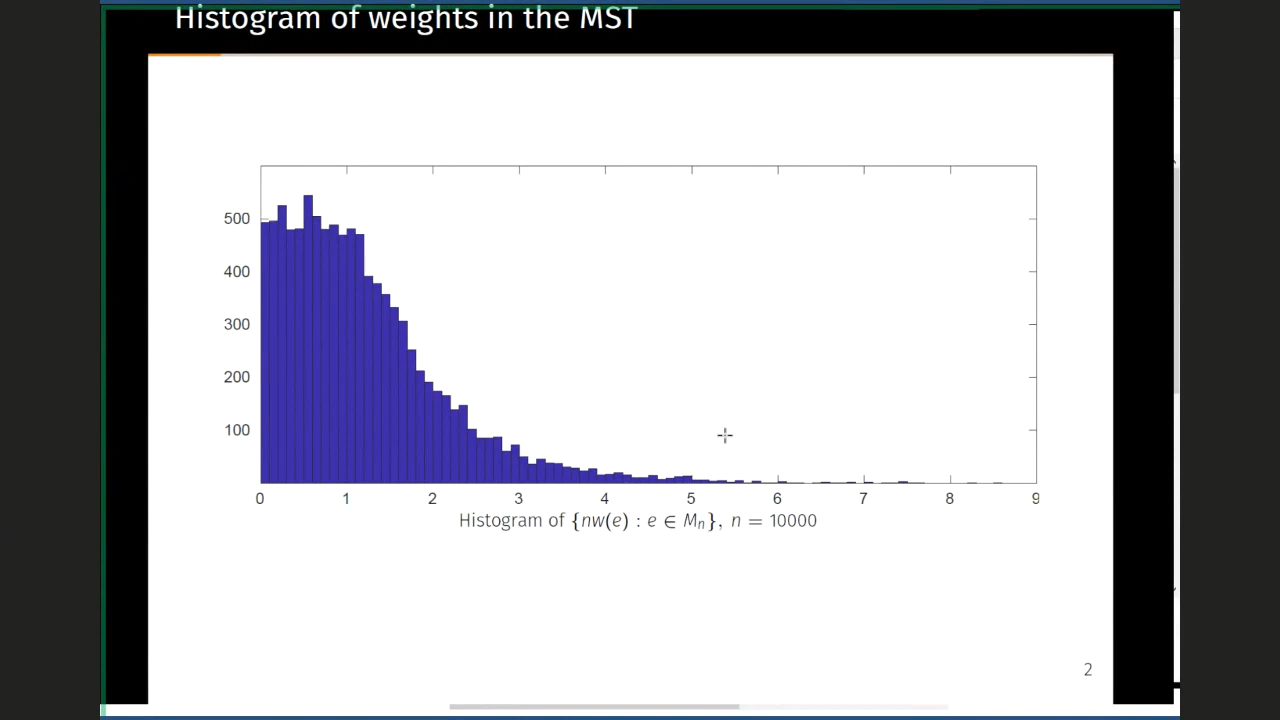 Histogram of weights in the MST
500
400
300
200
100
0 1 2 3 4 5 6 7 8 9
Histogram of {nw(e) : e ∈ Mₙ}, n = 10000
2